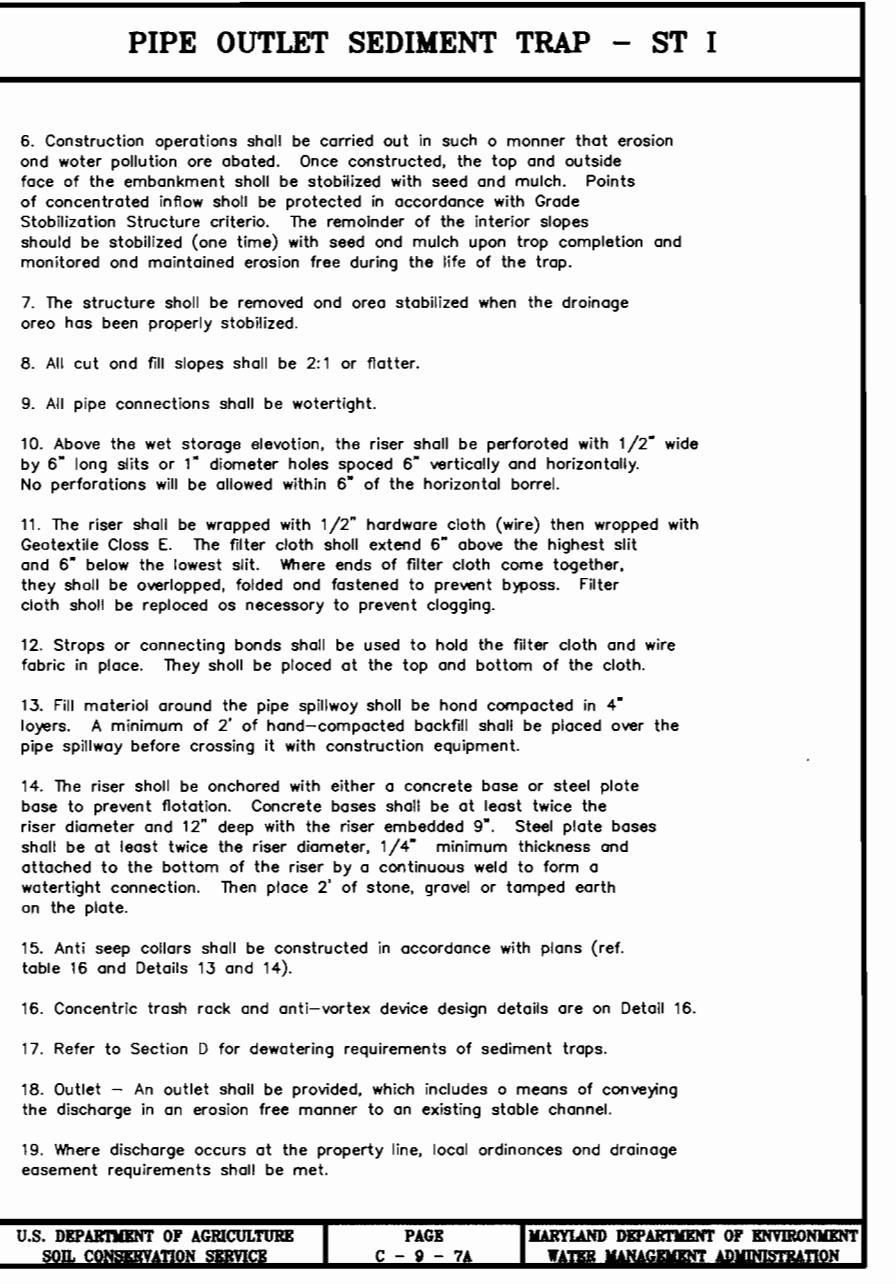 PIPE OUTLET SEDIMENT TRAP – ST I
6. Construction operations shall be carried out in such a manner that erosion
and water pollution are abated. Once constructed, the top and outside
face of the embankment shall be stabilized with seed and mulch. Points
of concentrated inflow shall be protected in accordance with Grade
Stabilization Structure criteria. The remainder of the interior slopes
should be stabilized (one time) with seed and mulch upon trap completion and
monitored and maintained erosion free during the life of the trap.
7. The structure shall be removed and area stabilized when the drainage
area has been properly stabilized.
8. All cut and fill slopes shall be 2:1 or flatter.
9. All pipe connections shall be watertight.
10. Above the wet storage elevation, the riser shall be perforated with 1/2" wide
by 6" long slits or 1" diameter holes spaced 6" vertically and horizontally.
No perforations will be allowed within 6" of the horizontal barrel.
11. The riser shall be wrapped with 1/2" hardware cloth (wire) then wrapped with
Geotextile Class E. The filter cloth shall extend 6" above the highest slit
and 6" below the lowest slit. Where ends of filter cloth come together,
they shall be overlapped, folded and fastened to prevent bypass. Filter
cloth shall be replaced as necessary to prevent clogging.
12. Straps or connecting bands shall be used to hold the filter cloth and wire
fabric in place. They shall be placed at the top and bottom of the cloth.
13. Fill material around the pipe spillway shall be hand compacted in 4"
layers. A minimum of 2' of hand–compacted backfill shall be placed over the
pipe spillway before crossing it with construction equipment.
14. The riser shall be anchored with either a concrete base or steel plate
base to prevent flotation. Concrete bases shall be at least twice the
riser diameter and 12" deep with the riser embedded 9". Steel plate bases
shall be at least twice the riser diameter, 1/4" minimum thickness and
attached to the bottom of the riser by a continuous weld to form a
watertight connection. Then place 2' of stone, gravel or tamped earth
on the plate.
15. Anti seep collars shall be constructed in accordance with plans (ref.
table 16 and Details 13 and 14).
16. Concentric trash rack and anti–vortex device design details are on Detail 16.
17. Refer to Section D for dewatering requirements of sediment traps.
18. Outlet – An outlet shall be provided, which includes a means of conveying
the discharge in an erosion free manner to an existing stable channel.
19. Where discharge occurs at the property line, local ordinances and drainage
easement requirements shall be met.
U.S. DEPARTMENT OF AGRICULTURE
SOIL CONSERVATION SERVICE
PAGE
C – 9 – 7A
MARYLAND DEPARTMENT OF ENVIRONMENT
WATER MANAGEMENT ADMINISTRATION